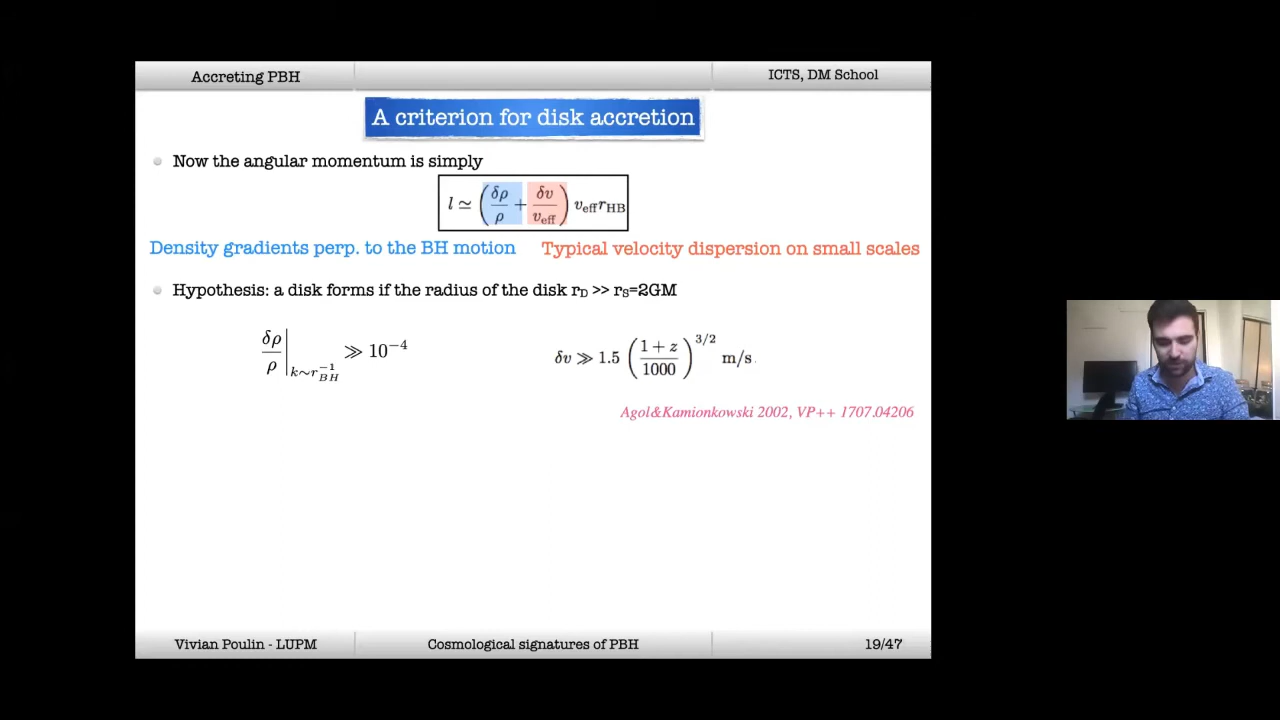 Accreting PBH
ICTS, DM School
A criterion for disk accretion
Now the angular momentum is simply
l ≃ (δρ/ρ + δv/v_eff) v_eff r_HB
Density gradients perp. to the BH motion
Typical velocity dispersion on small scales
Hypothesis: a disk forms if the radius of the disk r_D >> r_S=2GM
δρ/ρ|_{k∼r_BH^{-1}} ≫ 10^{-4}
δv ≫ 1.5 ((1 + z)/1000)^{3/2} m/s
Agol&Kamionkowski 2002, VP++ 1707.04206
Vivian Poulin - LUPM
Cosmological signatures of PBH
19/47